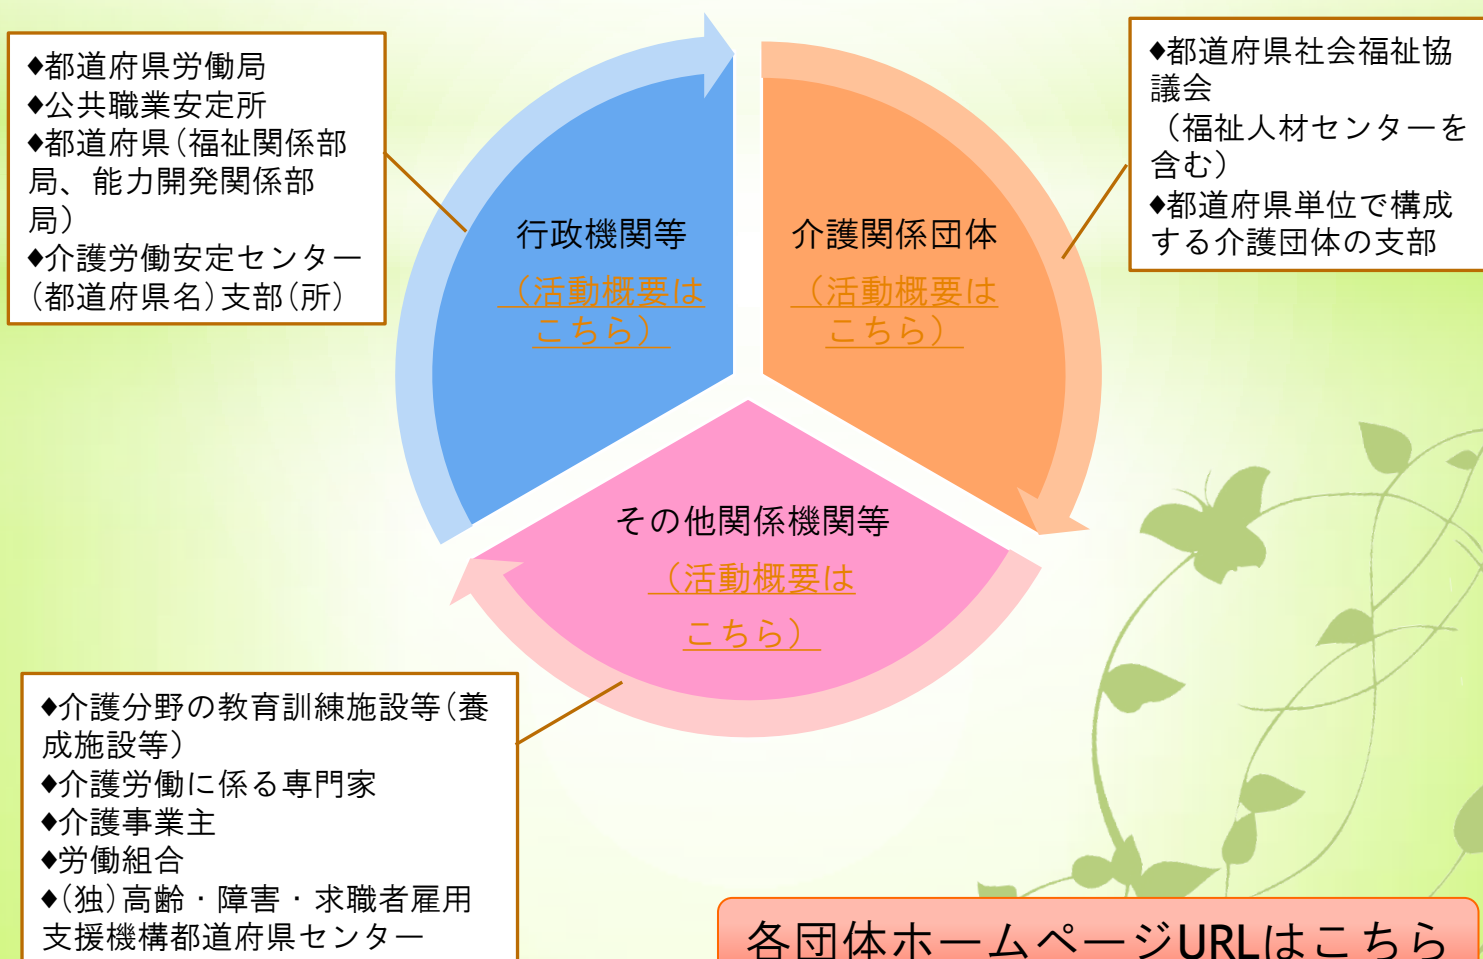 ♦都道府県労働局
♦公共職業安定所
♦都道府県(福祉関係部
局、能力開発関係部
局)
♦介護労働安定センター
(都道府県名)支部(所)
行政機関等
(活動概要は
こちら)
介護関係団体
(活動概要は
こちら)
♦都道府県社会福祉協
議会
(福祉人材センターを
含む)
♦都道府県単位で構成
する介護団体の支部
その他関係機関等
(活動概要は
こちら)
♦介護分野の教育訓練施設等(養
成施設等)
♦介護労働に係る専門家
♦介護事業主
♦労働組合
♦(独)高齢・障害・求職者雇用
支援機構都道府県センター
各団体ホームページURLはこちら